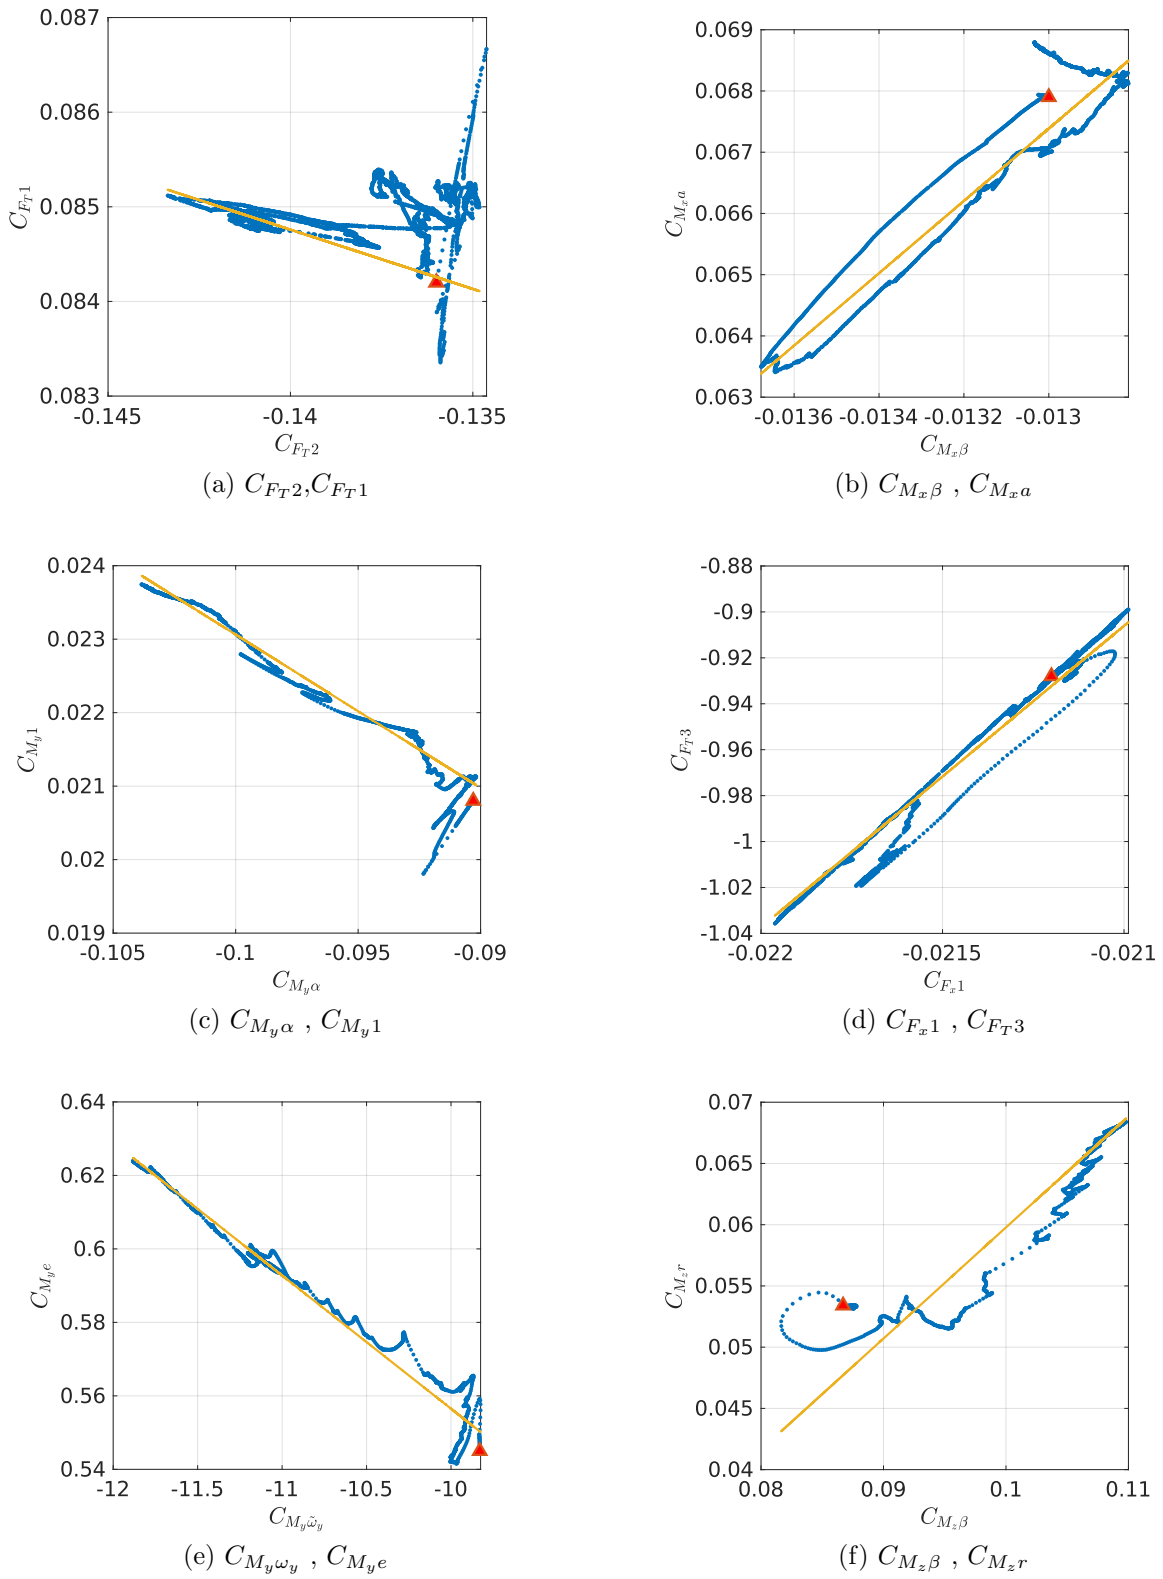 0.087
0.086
0.085
0.084
0.083
C_{F_T1}
-0.145 -0.14 -0.135
C_{F_T2}
(a) C_{F_T2},C_{F_T1}
0.069
0.068
0.067
0.066
0.065
0.064
0.063
C_{M_xa}
-0.0136 -0.0134 -0.0132 -0.013
C_{M_xβ}
(b) C_{M_xβ} , C_{M_xa}
0.024
0.023
0.022
0.021
0.02
0.019
C_{M_y1}
-0.105 -0.1 -0.095 -0.09
C_{M_yα}
(c) C_{M_yα} , C_{M_y1}
-0.88
-0.9
-0.92
-0.94
-0.96
-0.98
-1
-1.02
-1.04
C_{F_T3}
-0.022 -0.0215 -0.021
C_{F_x1}
(d) C_{F_x1} , C_{F_T3}
0.64
0.62
0.6
0.58
0.56
0.54
C_{M_ye}
-12 -11.5 -11 -10.5 -10
C_{M_y\tilde{ω}_y}
(e) C_{M_yω_y} , C_{M_ye}
0.07
0.065
0.06
0.055
0.05
0.045
0.04
C_{M_zr}
0.08 0.09 0.1 0.11
C_{M_zβ}
(f) C_{M_zβ} , C_{M_zr}